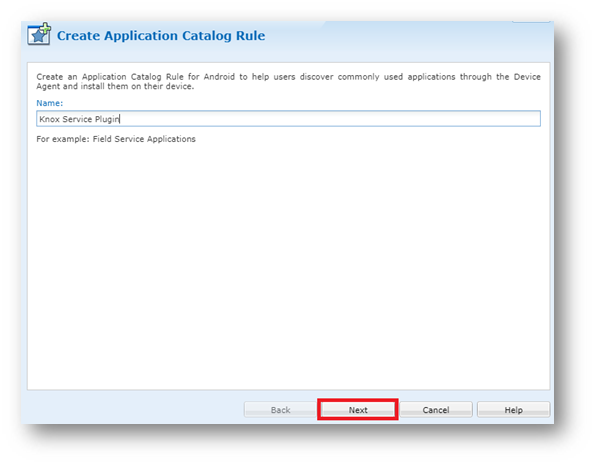 Create Application Catalog Rule
Create an Application Catalog Rule for Android to help users discover commonly used applications through the Device
Agent and install them on their device.
Name:
Knox Service Plugin
For example: Field Service Applications
Back Next Cancel Help